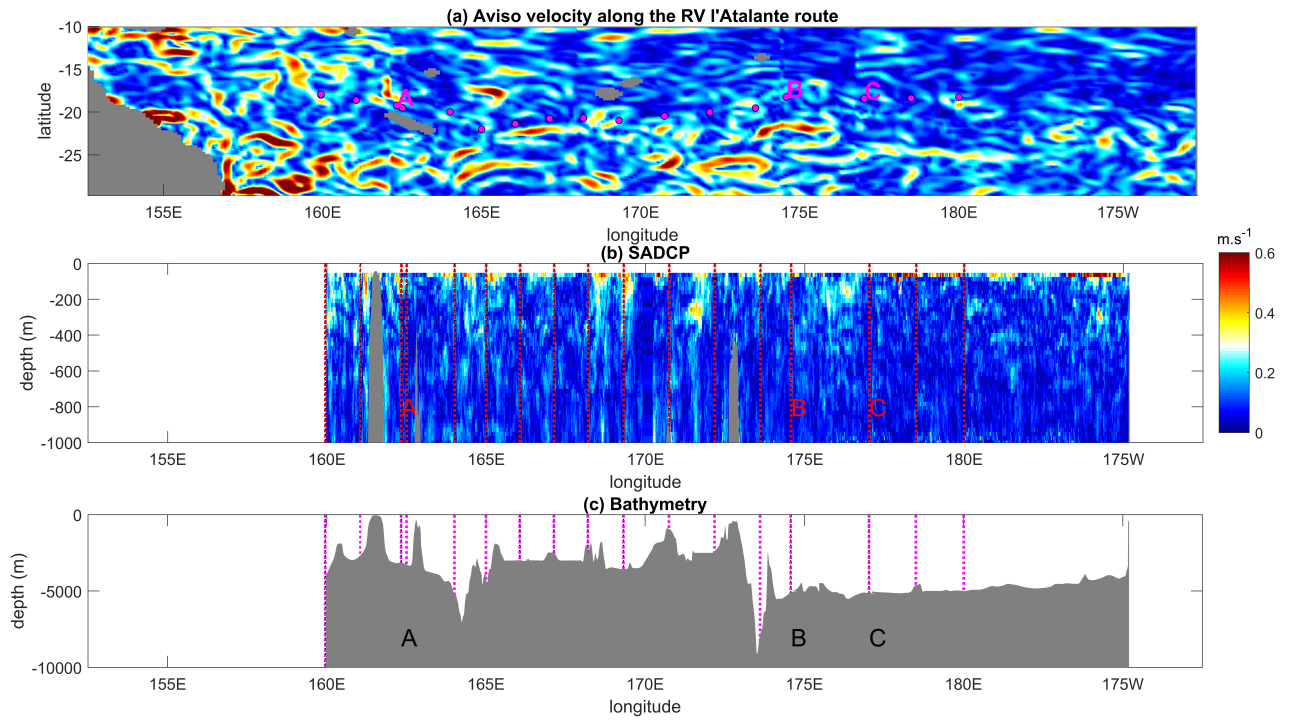 (a) Aviso velocity along the RV l'Atalante route
-10
-15
-20
-25
latitude
A
B
C
155E 160E 165E 170E 175E 180E 175W
longitude
(b) SADCP
0
-200
-400
-600
-800
-1000
depth (m)
A
B
C
155E 160E 165E 170E 175E 180E 175W
longitude
m.s-1
0.6
0.4
0.2
0
(c) Bathymetry
0
-5000
-10000
depth (m)
A
B
C
155E 160E 165E 170E 175E 180E 175W
longitude